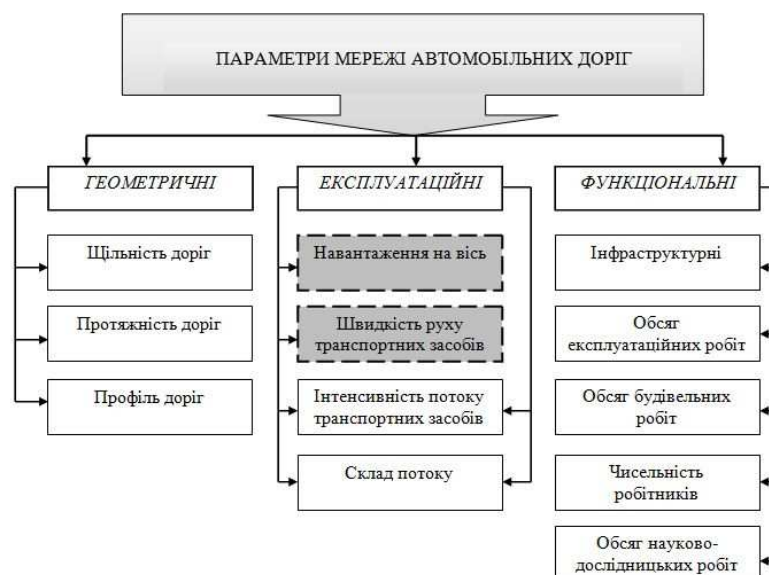 ПАРАМЕТРИ МЕРЕЖІ АВТОМОБІЛЬНИХ ДОРІГ
ГЕОМЕТРИЧНІ
Щільність доріг
Протяжність доріг
Профіль доріг
ЕКСПЛУАТАЦІЙНІ
Навантаження на вісь
Швидкість руху
транспортних засобів
Інтенсивність потоку
транспортних засобів
Склад потоку
ФУНКЦІОНАЛЬНІ
Інфраструктурні
Обсяг
експлуатаційних робіт
Обсяг будівельних
робіт
Чисельність
робітників
Обсяг науково-
дослідницьких робіт